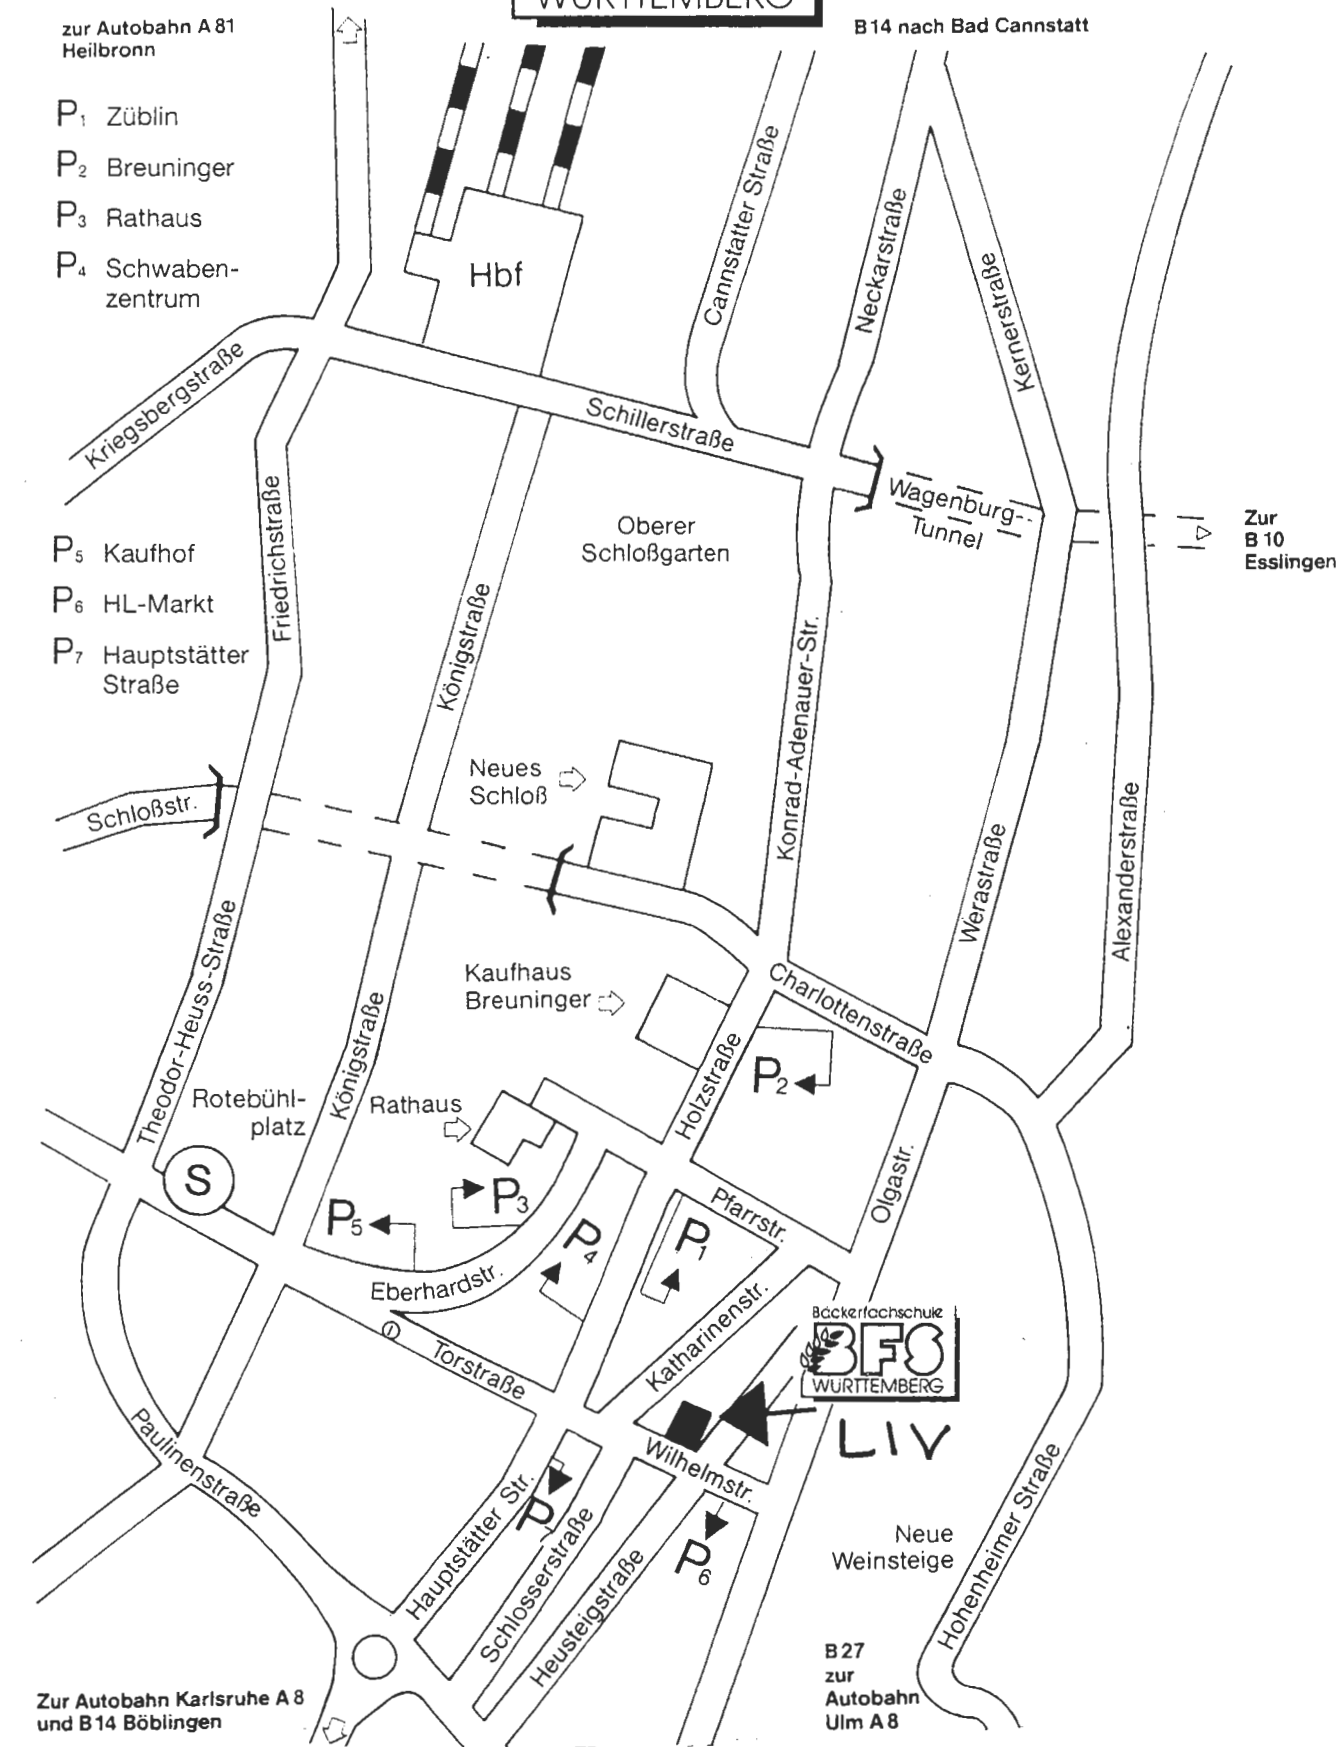 WÜRTTEMBERG
zur Autobahn A 81
Heilbronn
B 14 nach Bad Cannstatt
P1 Züblin
P2 Breuninger
P3 Rathaus
P4 Schwaben-
zentrum
Hbf
Cannstatter Straße
Neckarstraße
Kernerstraße
Kriegsbergstraße
Schillerstraße
Wagenburg-
Tunnel
Zur
B 10
Esslingen
Oberer
Schloßgarten
Friedrichstraße
P5 Kaufhof
P6 HL-Markt
P7 Hauptstätter
Straße
Königstraße
Konrad-Adenauer-Str.
Neues
Schloß
Schloßstr.
Werastraße
Alexanderstraße
Theodor-Heuss-Straße
Kaufhaus
Breuninger
Charlottenstraße
Königstraße
Holzstraße
P2
Rotebühl-
platz
Rathaus
S
P3
P5
Pfarrstr.
Olgastr.
P4
P1
Eberhardstr.
Katharinenstr.
Torstraße
Bäckerfachschule
BFS
WÜRTTEMBERG
LIV
Paulinenstraße
Wilhelmstr.
Hauptstätter Str.
P
Schlosserstraße
Heusteigstraße
P6
Neue
Weinsteige
Hohenheimer Straße
B 27
zur
Autobahn
Ulm A 8
Zur Autobahn Karlsruhe A 8
und B 14 Böblingen